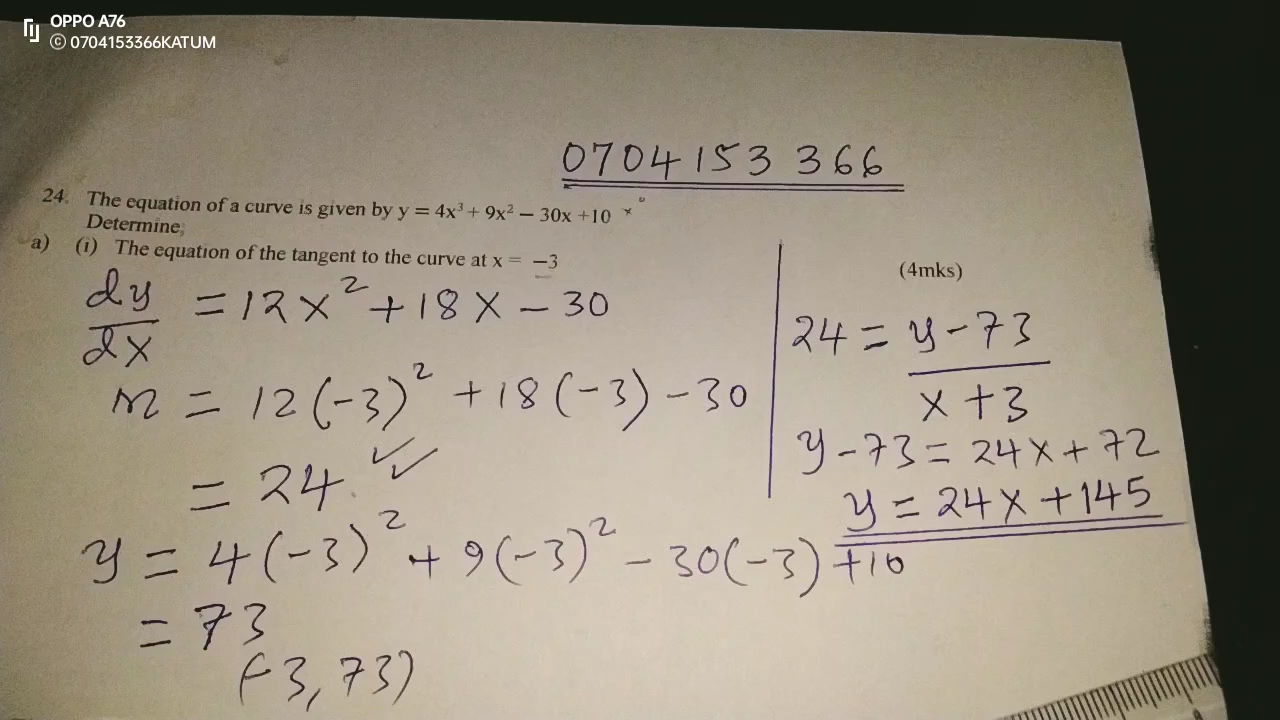 OPPO A76
© 0704153366KATUM
0704153 366
24. The equation of a curve is given by y = 4x³ + 9x² − 30x +10
Determine,
a) (i) The equation of the tangent to the curve at x = −3
(4mks)
dy/dx = 12x² + 18x − 30
m = 12(−3)² + 18(−3) − 30
= 24
y = 4(−3)² + 9(−3)² − 30(−3) + 10
= 73
(−3, 73)
24 = y − 73
x + 3
y − 73 = 24x + 72
y = 24x + 145